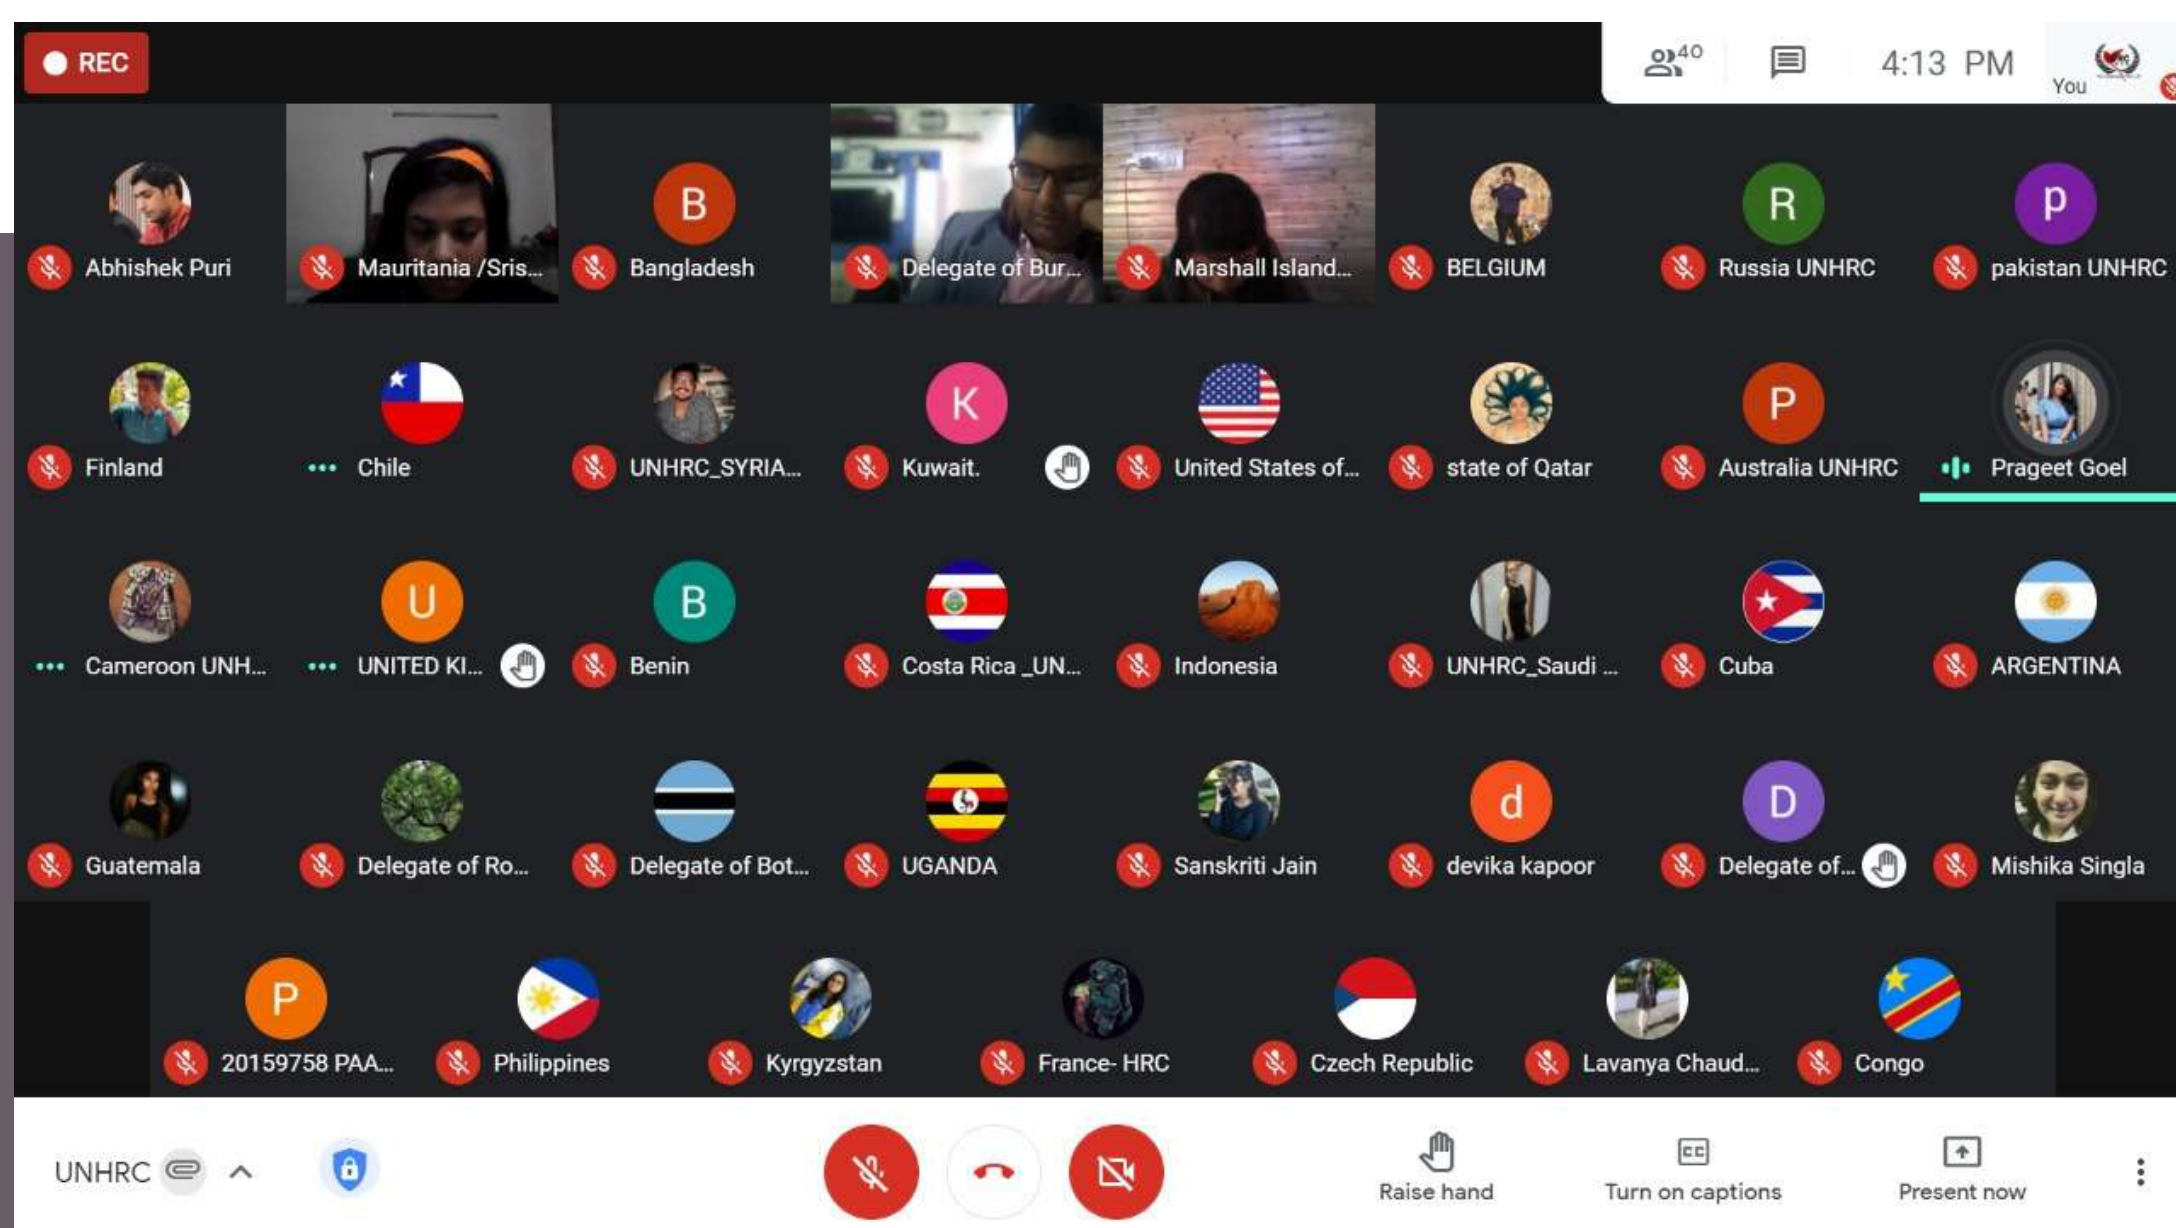 REC
40
4:13 PM
You
Abhishek Puri
Mauritania /Sris...
B
Bangladesh
Delegate of Bur...
Marshall Island...
BELGIUM
R
Russia UNHRC
p
pakistan UNHRC
Finland
Chile
UNHRC_SYRIA...
K
Kuwait.
United States of...
state of Qatar
P
Australia UNHRC
Prageet Goel
Cameroon UNH...
U
UNITED KI...
B
Benin
Costa Rica _UN...
Indonesia
UNHRC_Saudi ...
Cuba
ARGENTINA
Guatemala
Delegate of Ro...
Delegate of Bot...
UGANDA
Sanskriti Jain
d
devika kapoor
D
Delegate of...
Mishika Singla
P
20159758 PAA...
Philippines
Kyrgyzstan
France- HRC
Czech Republic
Lavanya Chaud...
Congo
UNHRC
Raise hand
CC
Turn on captions
Present now